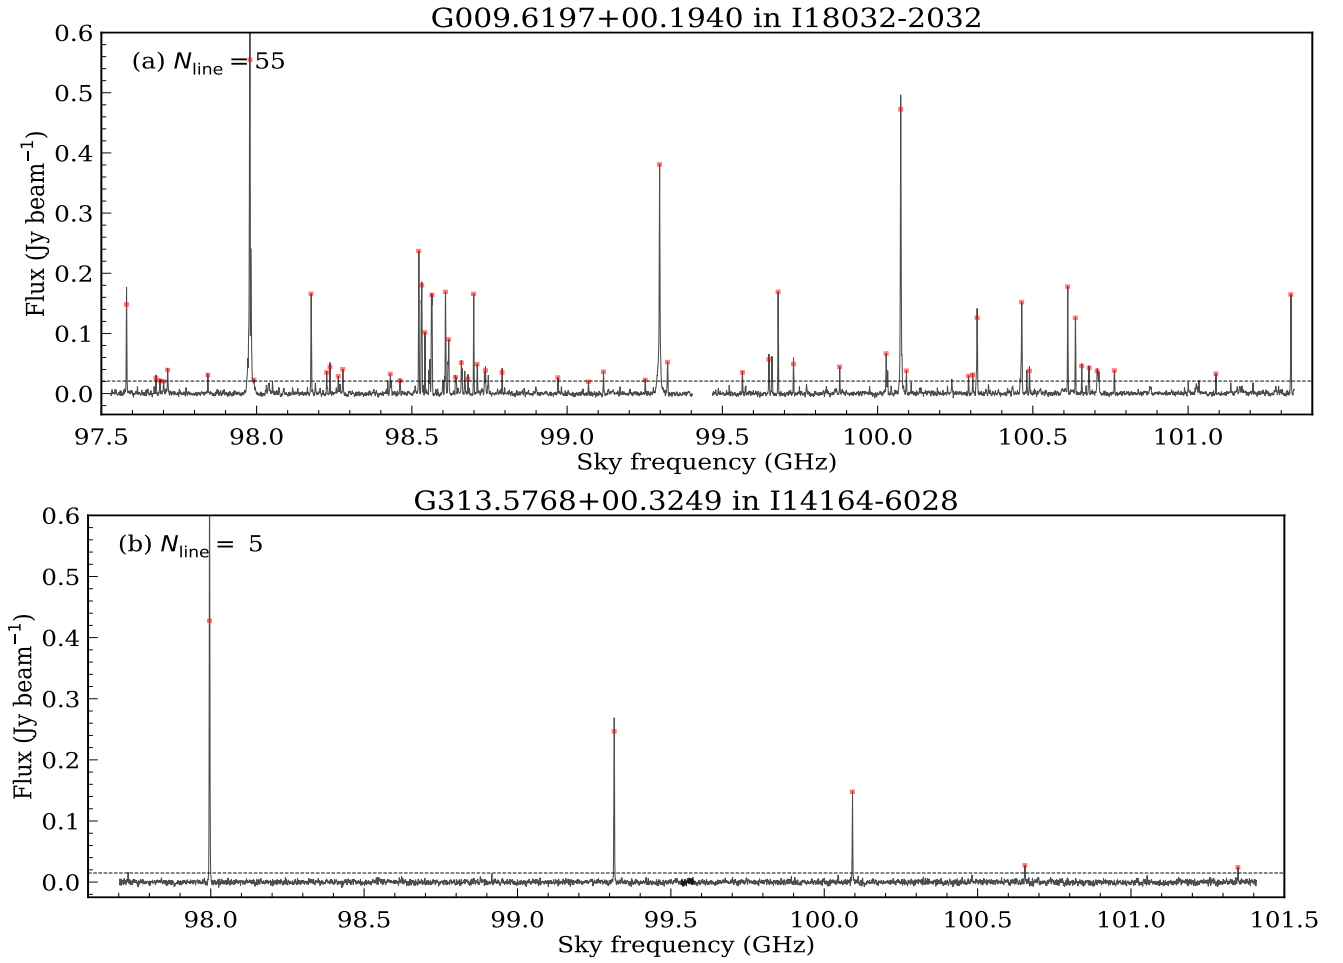 G009.6197+00.1940 in I18032-2032
(a) N_line = 55
0.6
0.5
0.4
0.3
0.2
0.1
0.0
Flux (Jy beam⁻¹)
97.5 98.0 98.5 99.0 99.5 100.0 100.5 101.0
Sky frequency (GHz)
G313.5768+00.3249 in I14164-6028
(b) N_line = 5
0.6
0.5
0.4
0.3
0.2
0.1
0.0
Flux (Jy beam⁻¹)
98.0 98.5 99.0 99.5 100.0 100.5 101.0 101.5
Sky frequency (GHz)